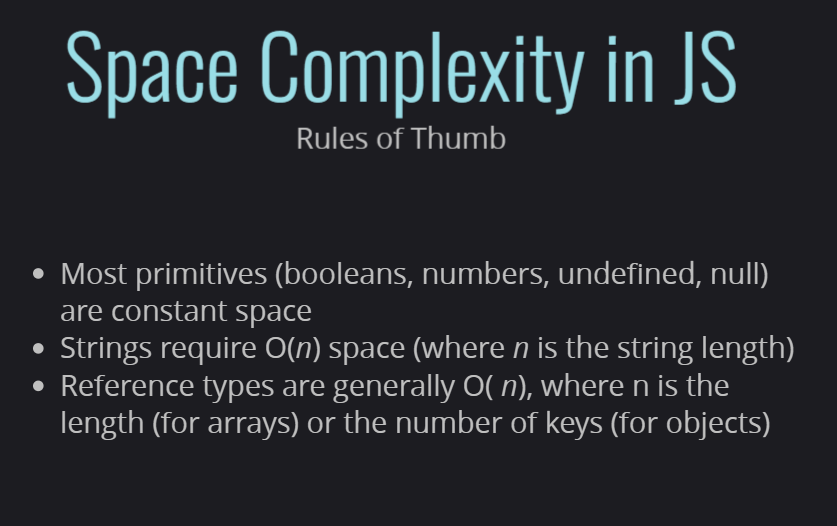 Space Complexity in JS
Rules of Thumb
• Most primitives (booleans, numbers, undefined, null)
are constant space
• Strings require O(n) space (where n is the string length)
• Reference types are generally O( n), where n is the
length (for arrays) or the number of keys (for objects)